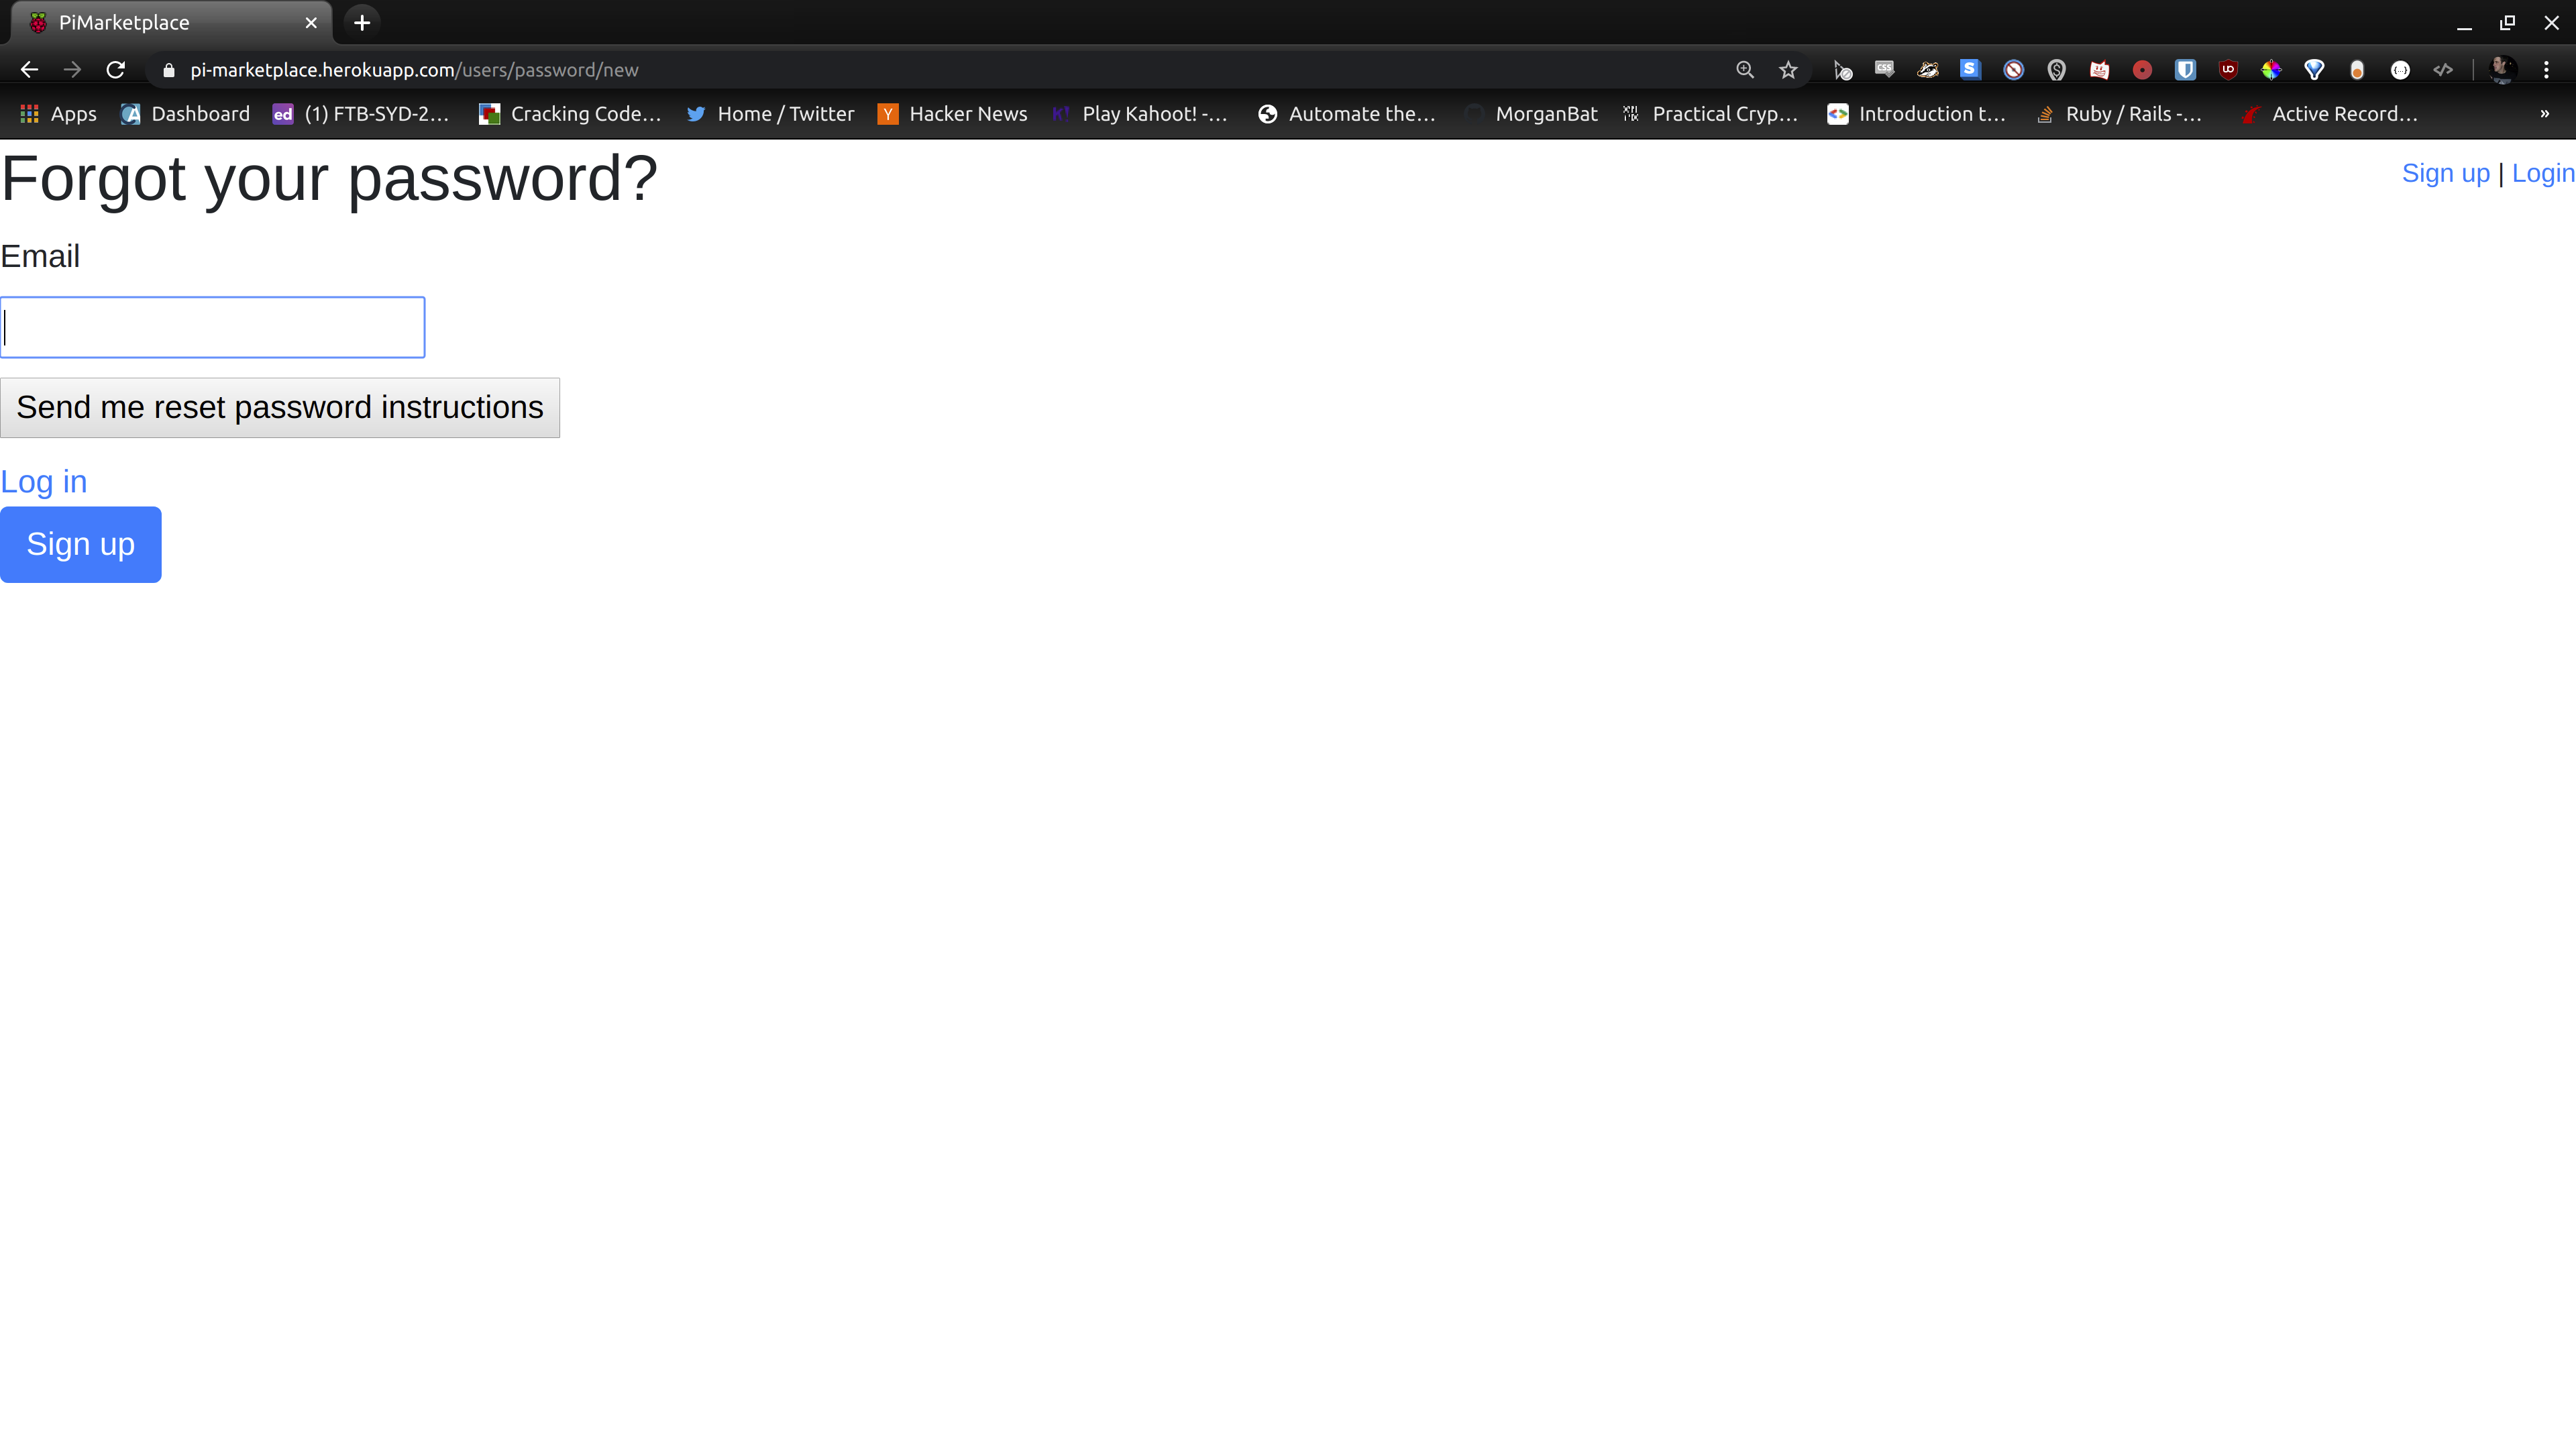 PiMarketplace
pi-marketplace.herokuapp.com/users/password/new
Apps Dashboard (1) FTB-SYD-2… Cracking Code… Home / Twitter Hacker News Play Kahoot! -… Automate the… MorganBat Practical Cryp… Introduction t… Ruby / Rails -… Active Record… »
Forgot your password?
Sign up | Login
Email
Send me reset password instructions
Log in
Sign up